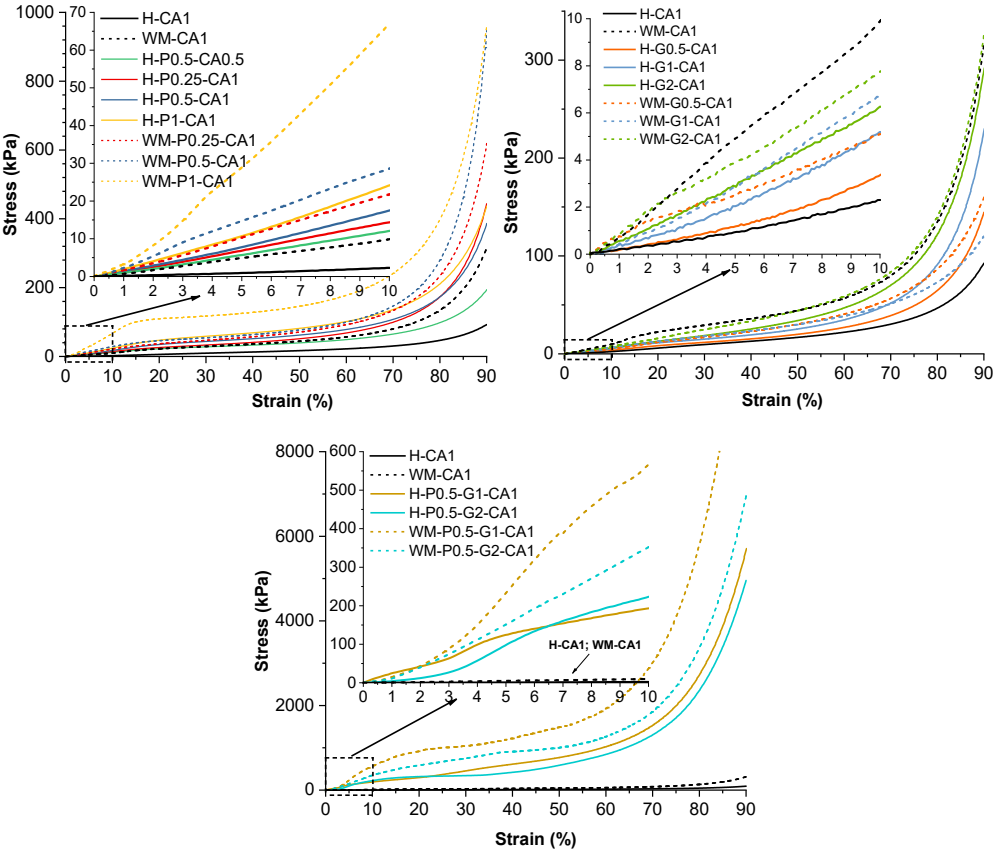 1000
800
600
400
200
0
Stress (kPa)
0 10 20 30 40 50 60 70 80 90
Strain (%)
70
60
50
40
30
20
10
0
0 1 2 3 4 5 6 7 8 9 10
H-CA1
WM-CA1
H-P0.5-CA0.5
H-P0.25-CA1
H-P0.5-CA1
H-P1-CA1
WM-P0.25-CA1
WM-P0.5-CA1
WM-P1-CA1
300
200
100
0
Stress (kPa)
0 10 20 30 40 50 60 70 80 90
Strain (%)
10
8
6
4
2
0
0 1 2 3 4 5 6 7 8 9 10
H-CA1
WM-CA1
H-G0.5-CA1
H-G1-CA1
H-G2-CA1
WM-G0.5-CA1
WM-G1-CA1
WM-G2-CA1
8000
6000
4000
2000
0
Stress (kPa)
0 10 20 30 40 50 60 70 80 90
Strain (%)
600
500
400
300
200
100
0
0 1 2 3 4 5 6 7 8 9 10
H-CA1
WM-CA1
H-P0.5-G1-CA1
H-P0.5-G2-CA1
WM-P0.5-G1-CA1
WM-P0.5-G2-CA1
H-CA1; WM-CA1